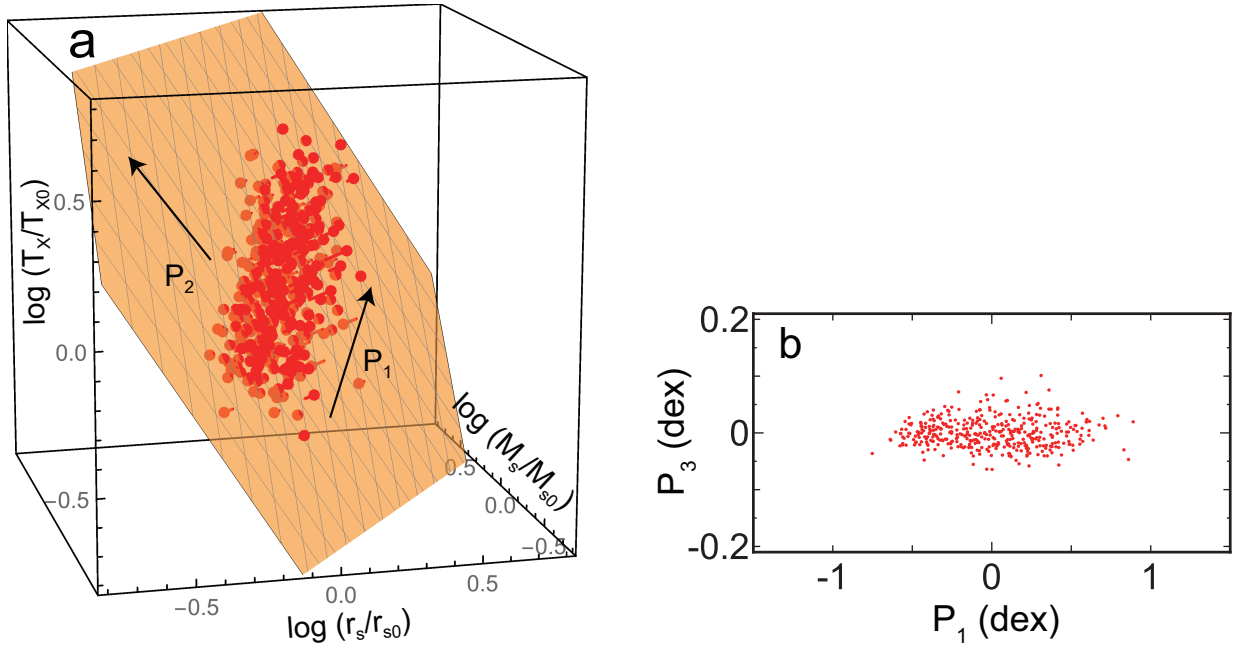 a
log (T_X/T_X0)
0.5
0.0
−0.5
P_2
P_1
log (M_s/M_s0)
0.5
0.0
−0.5
−0.5
0.0
0.5
log (r_s/r_s0)
b
0.2
0
-0.2
P_3 (dex)
-1
0
1
P_1 (dex)